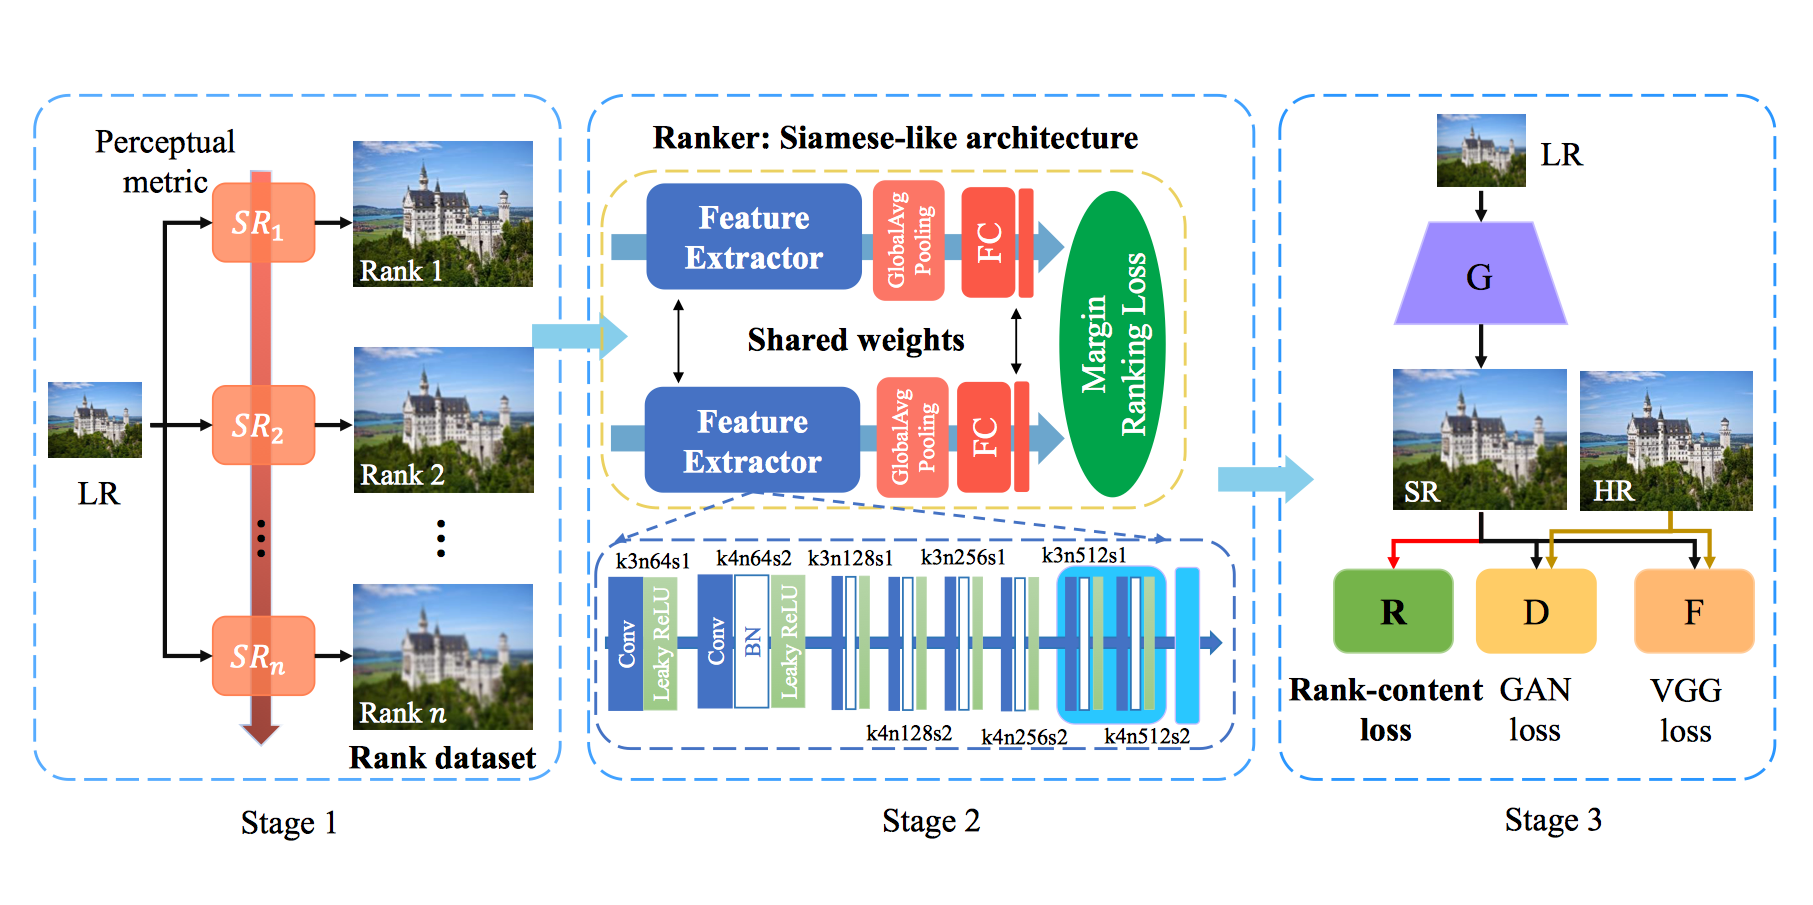 Perceptual
metric
SR₁
Rank 1
LR
SR₂
Rank 2
SRₙ
Rank n
Rank dataset
Stage 1
Ranker: Siamese-like architecture
Feature
Extractor
GlobalAvg
Pooling
FC
Shared weights
Feature
Extractor
GlobalAvg
Pooling
FC
Margin
Ranking Loss
k3n64s1
k4n64s2
k3n128s1
k3n256s1
k3n512s1
Conv
Leaky ReLU
Conv
BN
Leaky ReLU
k4n128s2
k4n256s2
k4n512s2
Stage 2
LR
G
SR
HR
R
D
F
Rank-content
loss
GAN
loss
VGG
loss
Stage 3